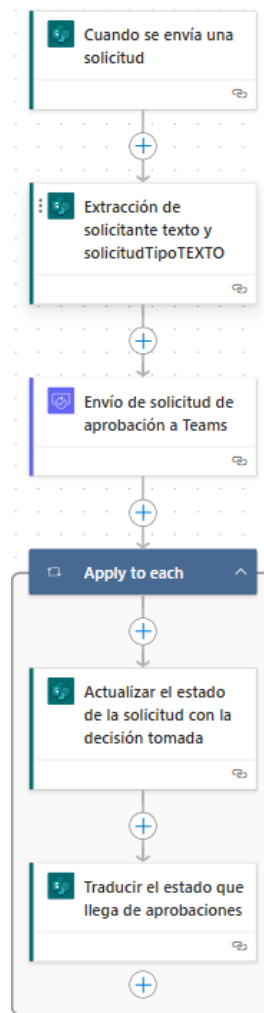 Cuando se envía una
solicitud
Extracción de
solicitante texto y
solicitudTipoTEXTO
Envío de solicitud de
aprobación a Teams
Apply to each
Actualizar el estado
de la solicitud con la
decisión tomada
Traducir el estado que
llega de aprobaciones